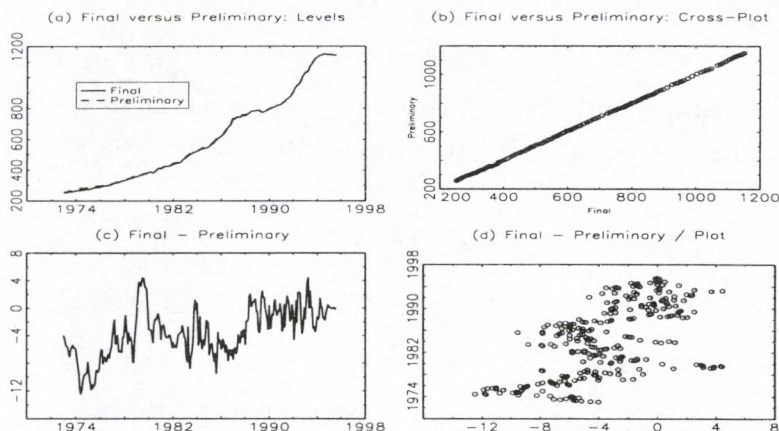 (a) Final versus Preliminary: Levels
1200
800
600
400
200
Final
Preliminary
1974 1982 1990 1998
(b) Final versus Preliminary: Cross-Plot
Preliminary
1000
600
200
200 400 600 800 1000 1200
Final
(c) Final - Preliminary
8
4
0
-4
-12
1974 1982 1990 1998
(d) Final - Preliminary / Plot
1998
1990
1982
1974
-12 -8 -4 0 4 8